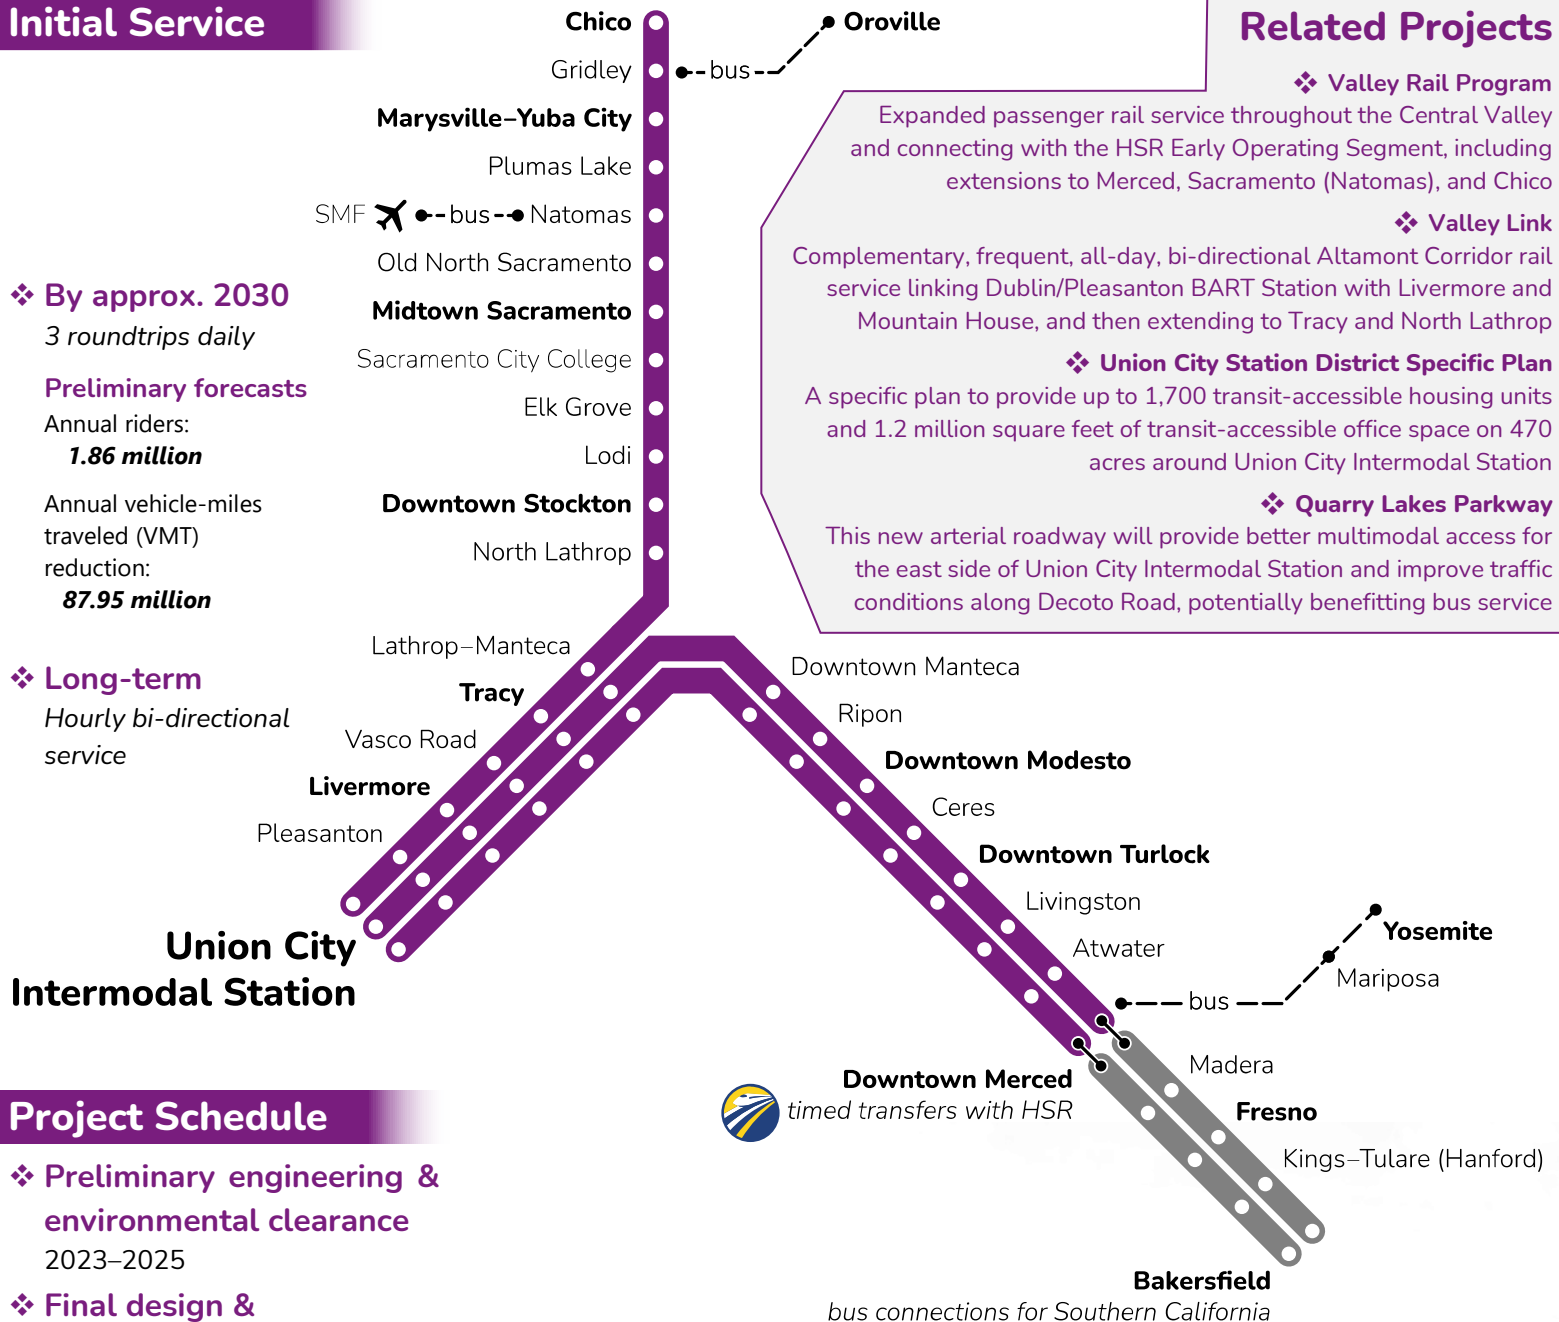 Initial Service
❖ By approx. 2030
3 roundtrips daily
Preliminary forecasts
Annual riders:
1.86 million
Annual vehicle-miles
traveled (VMT)
reduction:
87.95 million
❖ Long-term
Hourly bi-directional
service
Chico
Gridley
bus
Oroville
Marysville–Yuba City
Plumas Lake
SMF bus Natomas
Old North Sacramento
Midtown Sacramento
Sacramento City College
Elk Grove
Lodi
Downtown Stockton
North Lathrop
Lathrop–Manteca
Tracy
Vasco Road
Livermore
Pleasanton
Union City
Intermodal Station
Downtown Manteca
Ripon
Downtown Modesto
Ceres
Downtown Turlock
Livingston
Atwater
bus
Yosemite
Mariposa
Downtown Merced
timed transfers with HSR
Madera
Fresno
Kings–Tulare (Hanford)
Bakersfield
bus connections for Southern California
Related Projects
❖ Valley Rail Program
Expanded passenger rail service throughout the Central Valley
and connecting with the HSR Early Operating Segment, including
extensions to Merced, Sacramento (Natomas), and Chico
❖ Valley Link
Complementary, frequent, all-day, bi-directional Altamont Corridor rail
service linking Dublin/Pleasanton BART Station with Livermore and
Mountain House, and then extending to Tracy and North Lathrop
❖ Union City Station District Specific Plan
A specific plan to provide up to 1,700 transit-accessible housing units
and 1.2 million square feet of transit-accessible office space on 470
acres around Union City Intermodal Station
❖ Quarry Lakes Parkway
This new arterial roadway will provide better multimodal access for
the east side of Union City Intermodal Station and improve traffic
conditions along Decoto Road, potentially benefitting bus service
Project Schedule
❖ Preliminary engineering &
environmental clearance
2023–2025
❖ Final design &